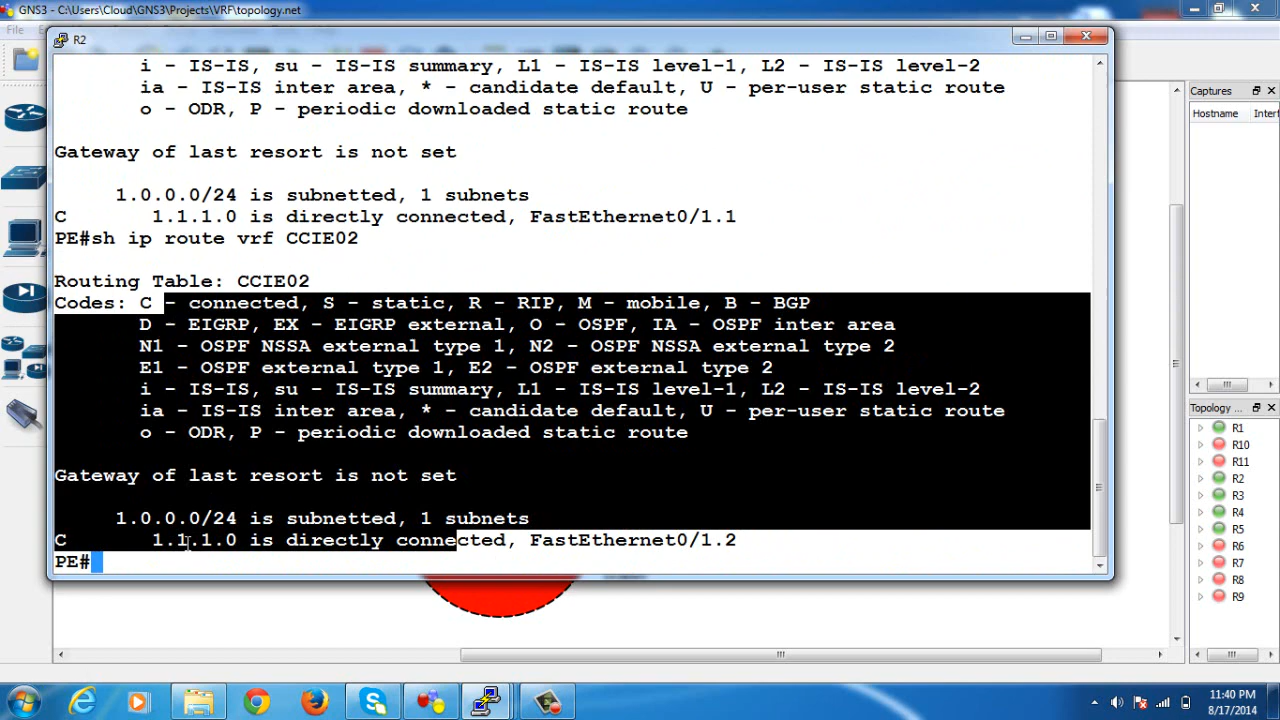 GNS3 - C:\Users\Cloud\GNS3\Projects\VRF\topology.net
File
R2
i - IS-IS, su - IS-IS summary, L1 - IS-IS level-1, L2 - IS-IS level-2
ia - IS-IS inter area, * - candidate default, U - per-user static route
o - ODR, P - periodic downloaded static route
Gateway of last resort is not set
1.0.0.0/24 is subnetted, 1 subnets
C 1.1.1.0 is directly connected, FastEthernet0/1.1
PE#sh ip route vrf CCIE02
Routing Table: CCIE02
Codes: C - connected, S - static, R - RIP, M - mobile, B - BGP
D - EIGRP, EX - EIGRP external, O - OSPF, IA - OSPF inter area
N1 - OSPF NSSA external type 1, N2 - OSPF NSSA external type 2
E1 - OSPF external type 1, E2 - OSPF external type 2
i - IS-IS, su - IS-IS summary, L1 - IS-IS level-1, L2 - IS-IS level-2
ia - IS-IS inter area, * - candidate default, U - per-user static route
o - ODR, P - periodic downloaded static route
Gateway of last resort is not set
1.0.0.0/24 is subnetted, 1 subnets
C 1.1.1.0 is directly connected, FastEthernet0/1.2
PE#
Captures
Hostname Interf
Topology ...
R1
R10
R11
R2
R3
R4
R5
R6
R7
R8
R9
11:40 PM
8/17/2014